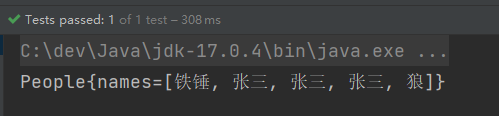 Tests passed: 1 of 1 test – 308 ms
C:\dev\Java\jdk-17.0.4\bin\java.exe ...
People{names=[铁锤, 张三, 张三, 张三, 狼]}